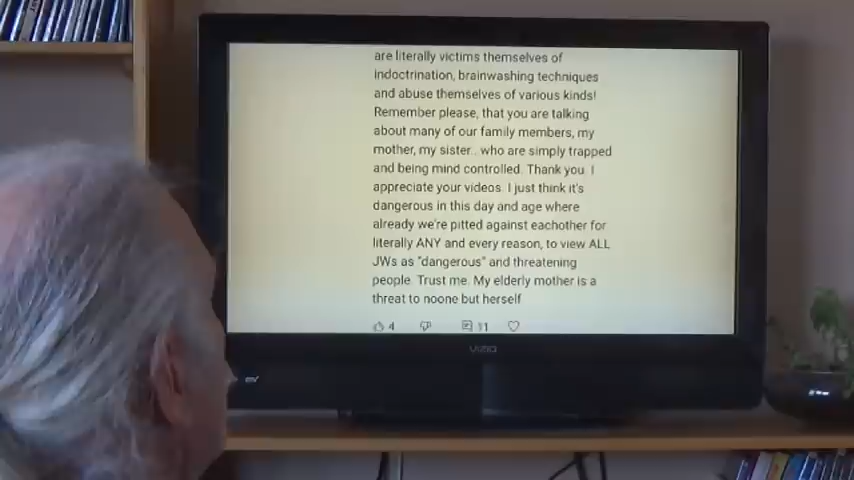 are literally victims themselves of
indoctrination, brainwashing techniques
and abuse themselves of various kinds!
Remember please, that you are talking
about many of our family members, my
mother, my sister.. who are simply trapped
and being mind controlled. Thank you. I
appreciate your videos. I just think it's
dangerous in this day and age where
already we're pitted against eachother for
literally ANY and every reason, to view ALL
JWs as "dangerous" and threatening
people. Trust me. My elderly mother is a
threat to noone but herself
4 11
VIZIO